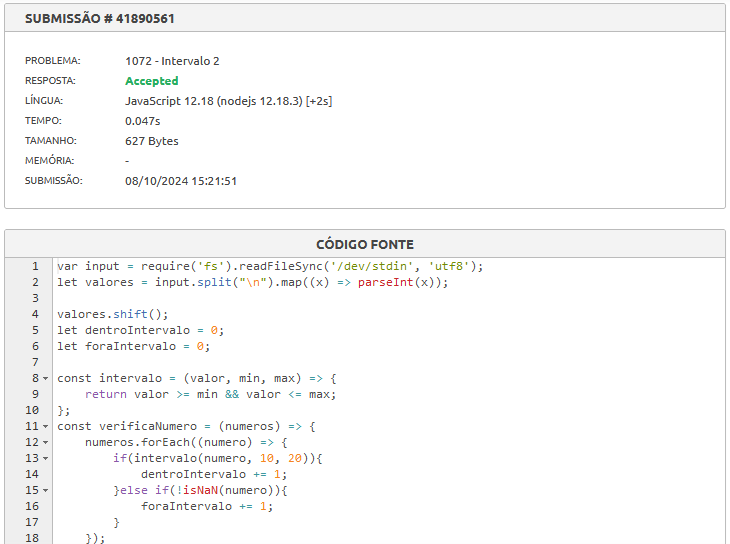 SUBMISSÃO # 41890561
PROBLEMA: 1072 - Intervalo 2
RESPOSTA: Accepted
LÍNGUA: JavaScript 12.18 (nodejs 12.18.3) [+2s]
TEMPO: 0.047s
TAMANHO: 627 Bytes
MEMÓRIA: -
SUBMISSÃO: 08/10/2024 15:21:51
CÓDIGO FONTE
1 var input = require('fs').readFileSync('/dev/stdin', 'utf8');
2 let valores = input.split("\n").map((x) => parseInt(x));
3
4 valores.shift();
5 let dentroIntervalo = 0;
6 let foraIntervalo = 0;
7
8 const intervalo = (valor, min, max) => {
9     return valor >= min && valor <= max;
10 };
11 const verificaNumero = (numeros) => {
12     numeros.forEach((numero) => {
13         if(intervalo(numero, 10, 20)){
14             dentroIntervalo += 1;
15         }else if(!isNaN(numero)){
16             foraIntervalo += 1;
17         }
18     });